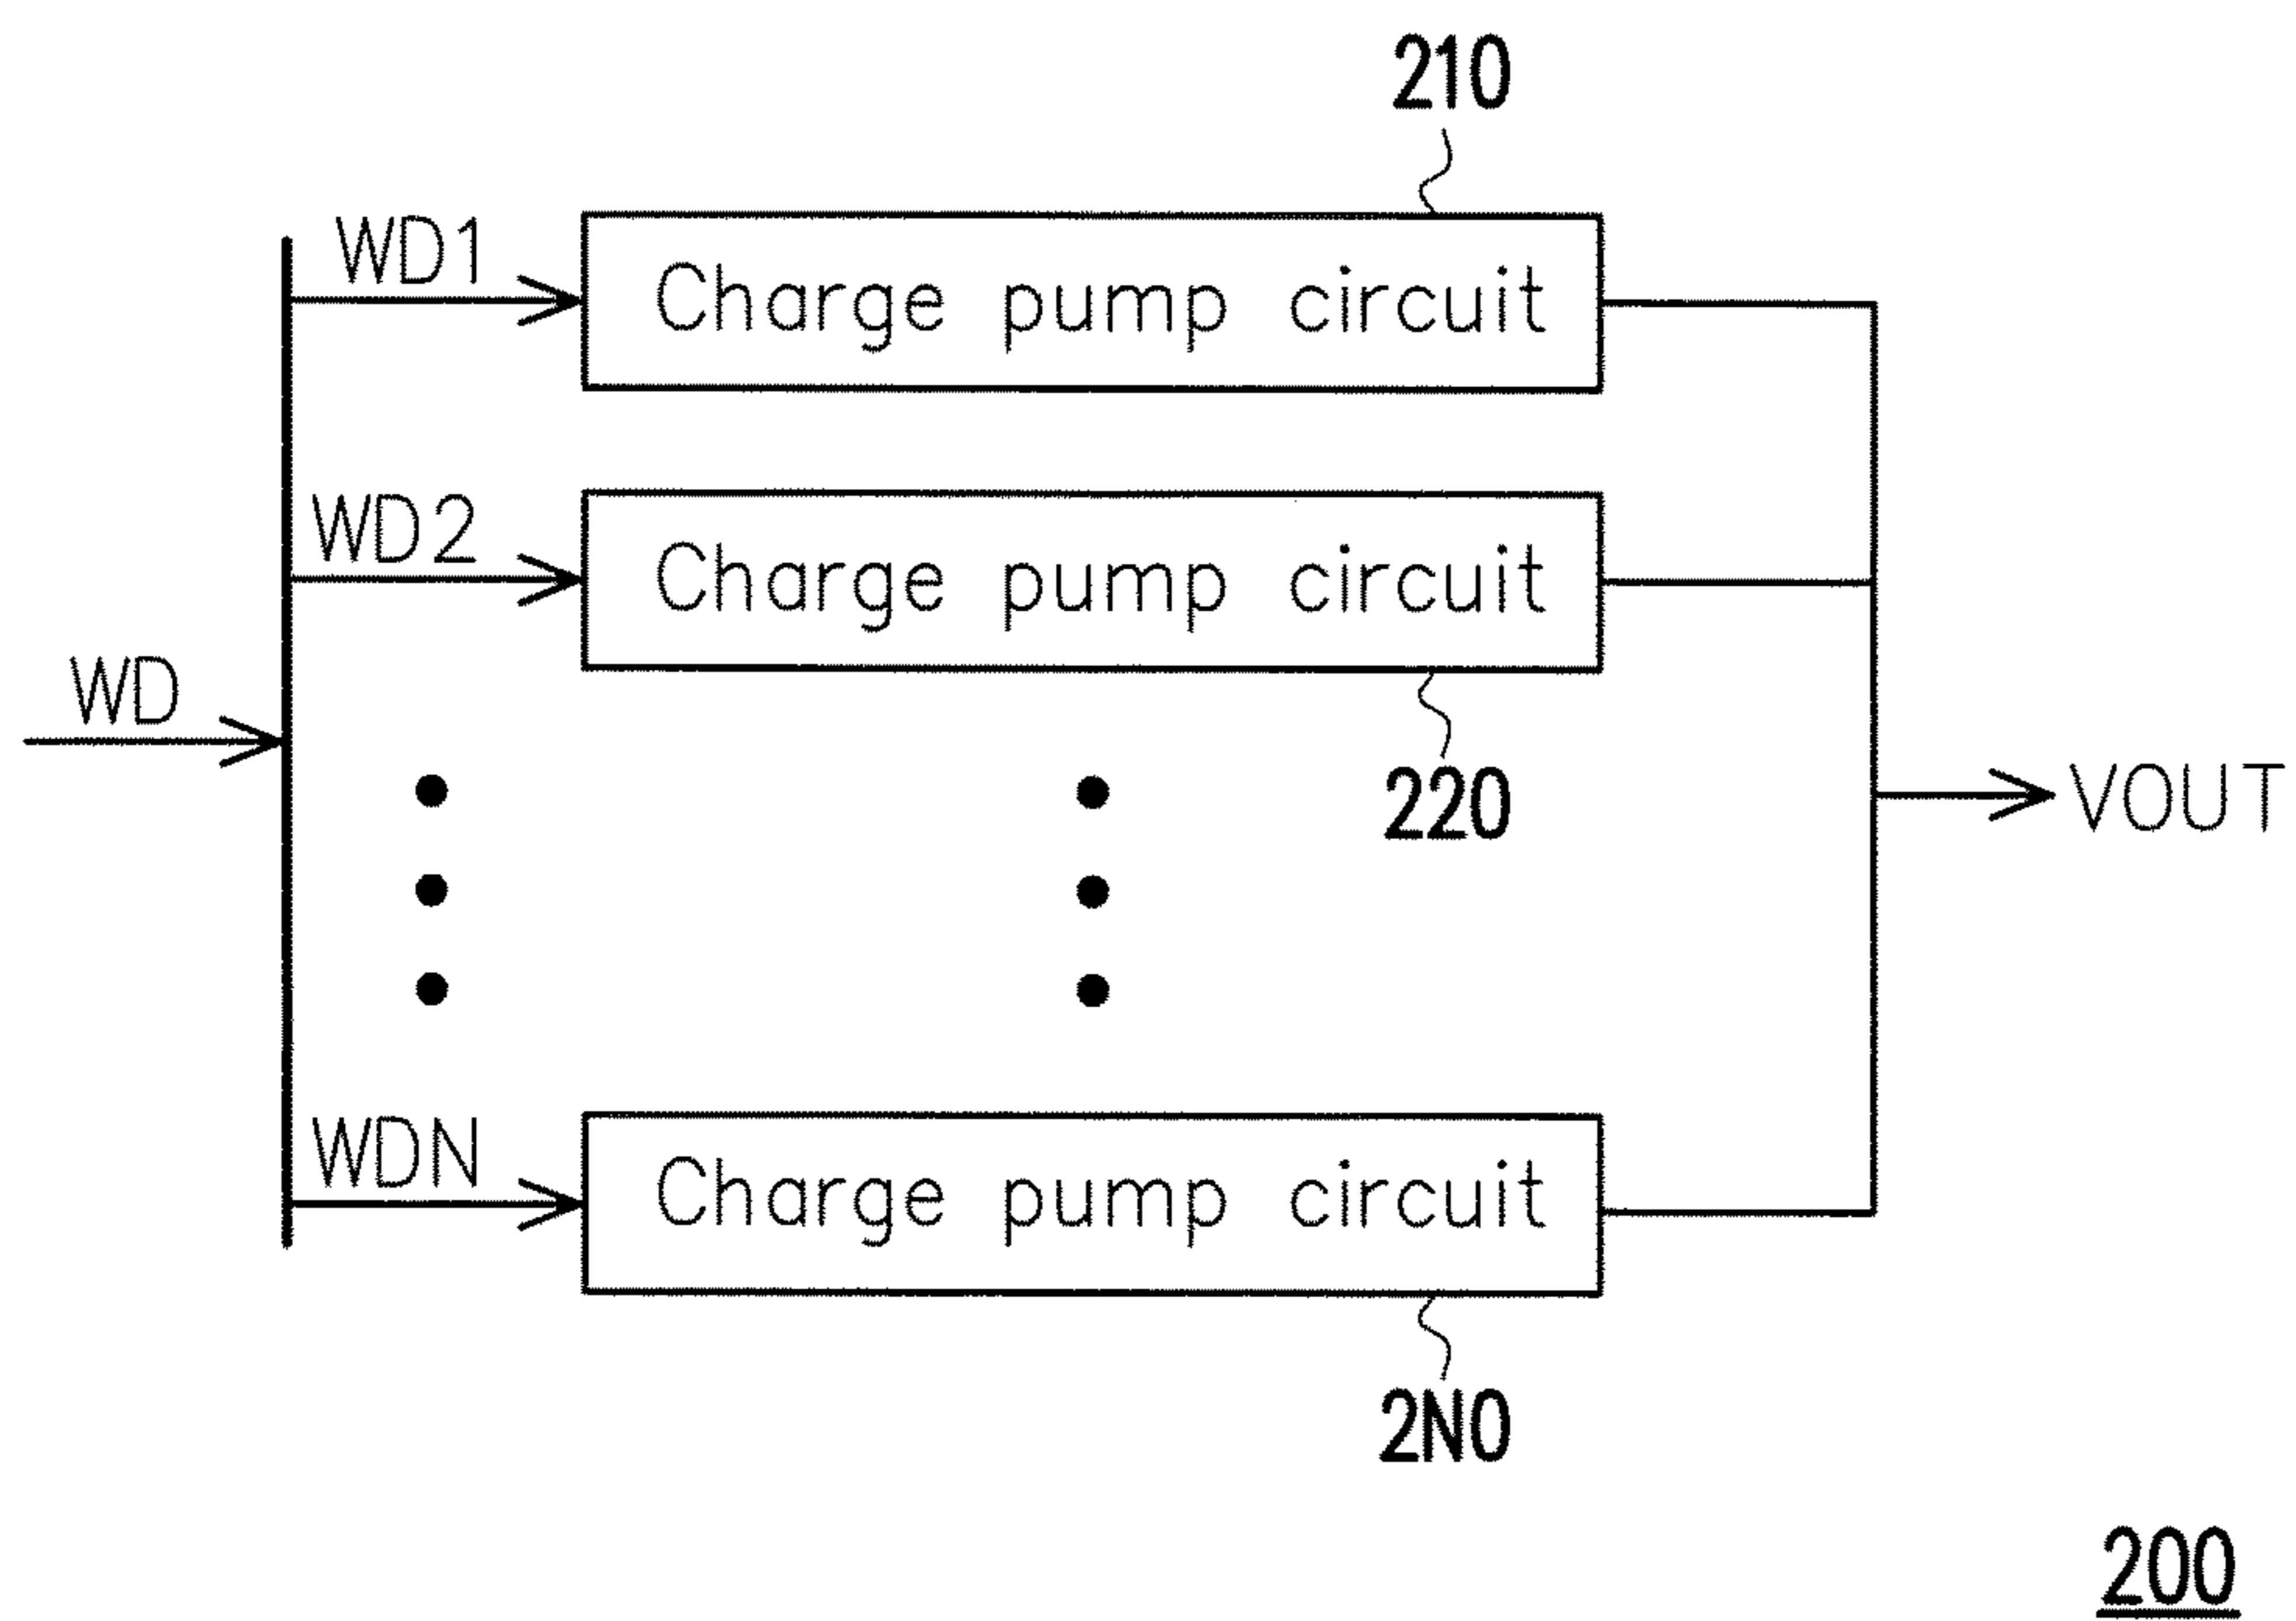 210
WD1
Charge pump circuit
WD2
Charge pump circuit
WD
220
VOUT
WDN
Charge pump circuit
2N0
200